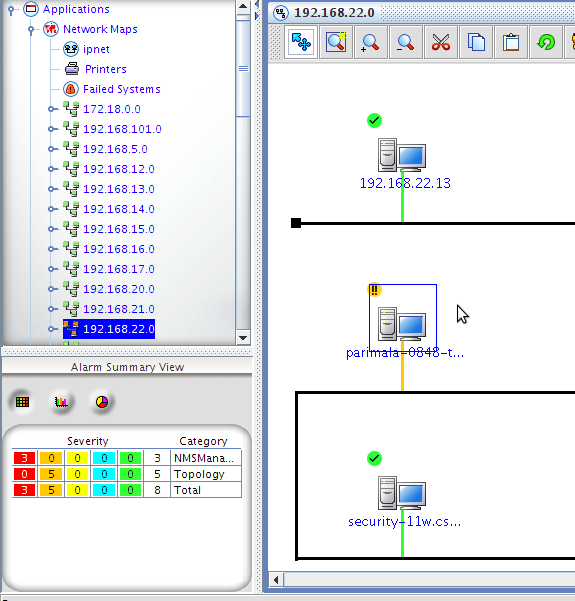 Applications
Network Maps
ipnet
Printers
Failed Systems
172.18.0.0
192.168.101.0
192.168.5.0
192.168.12.0
192.168.13.0
192.168.14.0
192.168.15.0
192.168.16.0
192.168.17.0
192.168.20.0
192.168.21.0
192.168.22.0
Alarm Summary View
Severity Category
3 0 0 0 0 3 NMSMana...
0 5 0 0 0 5 Topology
3 5 0 0 0 8 Total
192.168.22.0
192.168.22.13
!!
parimala-0848-t...
security-11w.cs...